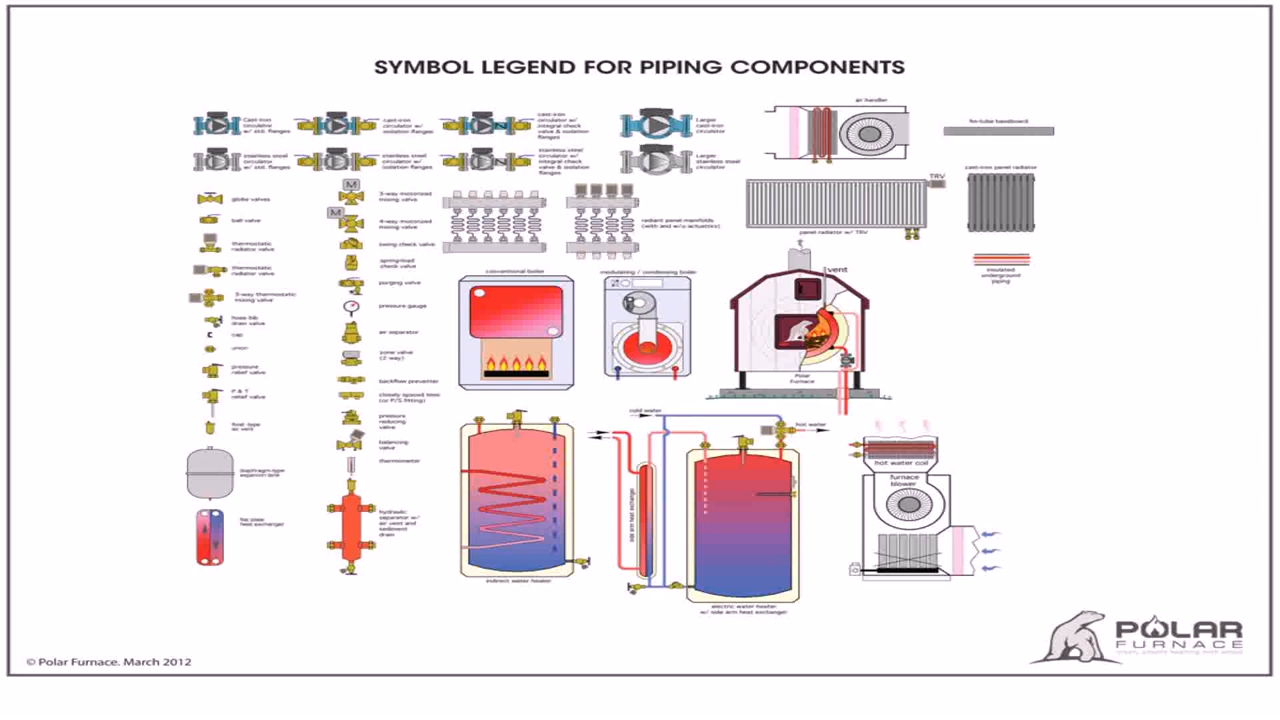 SYMBOL LEGEND FOR PIPING COMPONENTS
cast-iron
circulator
w/ std. flanges
cast-iron
circulator w/
isolation flanges
cast-iron
circulator w/
integral check
valve & isolation
flanges
Larger
cast-iron
circulator
air handler
fin-tube baseboard
stainless steel
circulator
w/ std. flanges
stainless steel
circulator w/
isolation flanges
stainless steel
circulator w/
integral check
valve & isolation
flanges
Larger
stainless steel
circulator
cast-iron panel radiator
TRV
panel radiator w/ TRV
insulated
underground
piping
globe valves
ball valve
thermostatic
radiator valve
thermostatic
radiator valve
3-way thermostatic
mixing valve
hose bib
drain valve
C
cap
union
pressure
relief valve
P & T
relief valve
float-type
air vent
diaphragm-type
expansion tank
heat exchanger
M
3-way motorized
mixing valve
M
4-way motorized
mixing valve
swing check valve
spring-load
check valve
purging valve
pressure gauge
air separator
zone valve
(2 way)
backflow preventer
closely spaced tees
(or P/S fitting)
pressure
reducing
valve
balancing
valve
thermometer
hydraulic
separator w/
air vent and
sediment
drain
radiant panel manifolds
(with and w/o actuators)
conventional boiler
modulating / condensing boiler
vent
Polar
Furnace
indirect water heater
cold water
hot water
side arm heat exchanger
electric water heater
w/ side arm heat exchanger
hot water coil
furnace
blower
POLAR
FURNACE
© Polar Furnace. March 2012